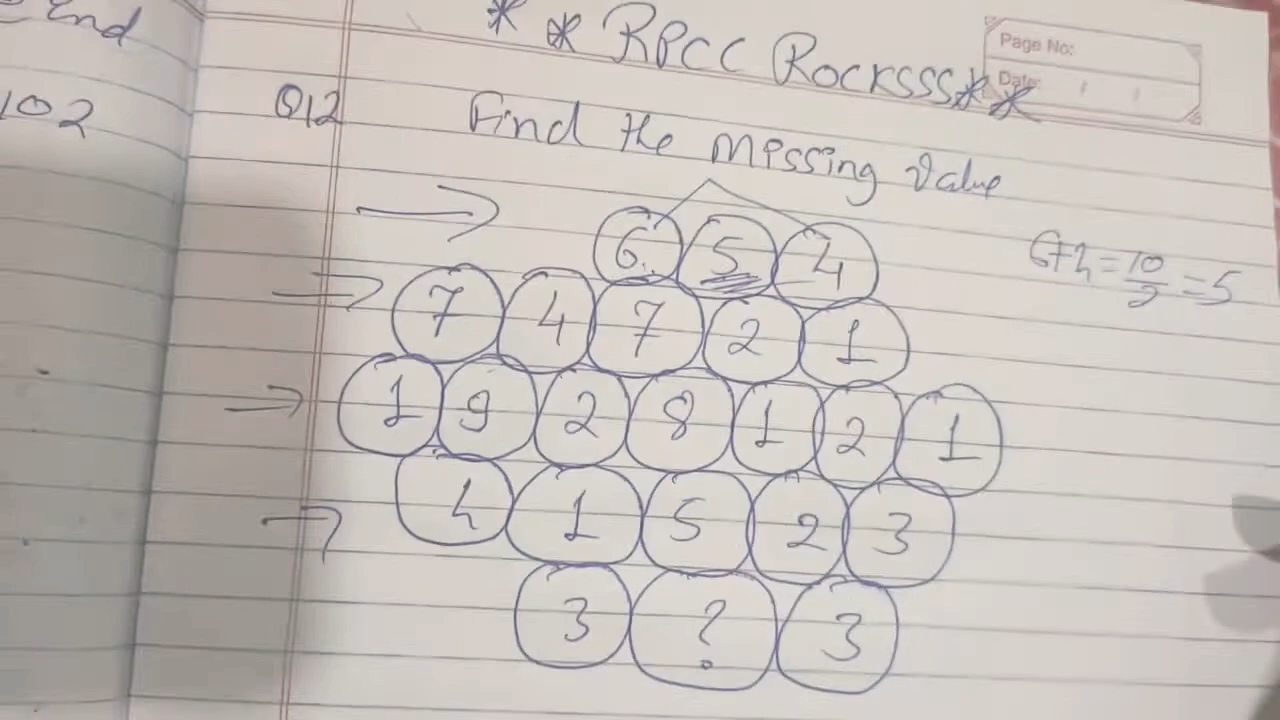 End
102
* * RPCC Rocksss * *
Page No:
Date:
Q12 Find the missing value
6 5 4
6+4=10/2=5
7 4 7 2 1
1 9 2 8 1 2 1
4 1 5 2 3
3 ? 3